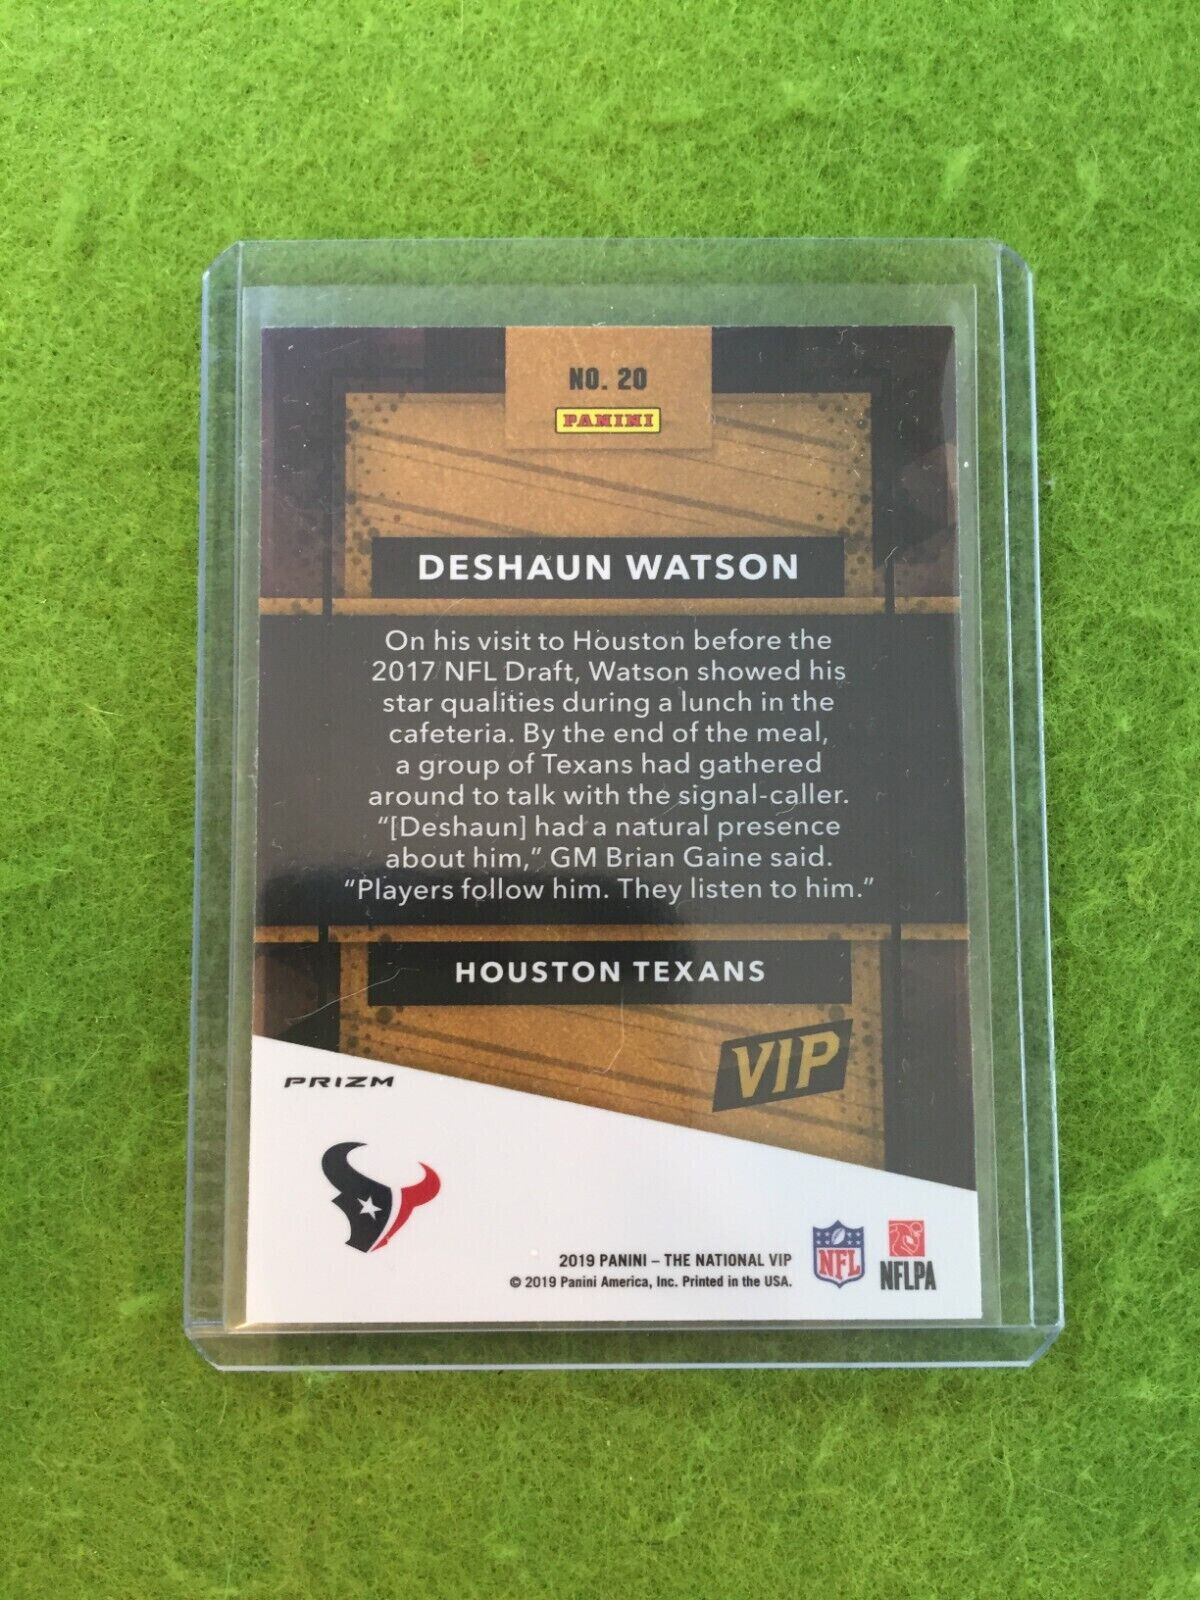 NO. 20
PANINI
DESHAUN WATSON
On his visit to Houston before the
2017 NFL Draft, Watson showed his
star qualities during a lunch in the
cafeteria. By the end of the meal,
a group of Texans had gathered
around to talk with the signal-caller.
“[Deshaun] had a natural presence
about him,” GM Brian Gaine said.
“Players follow him. They listen to him.”
HOUSTON TEXANS
VIP
PRIZM
2019 PANINI – THE NATIONAL VIP
© 2019 Panini America, Inc. Printed in the USA.
NFL
NFLPA